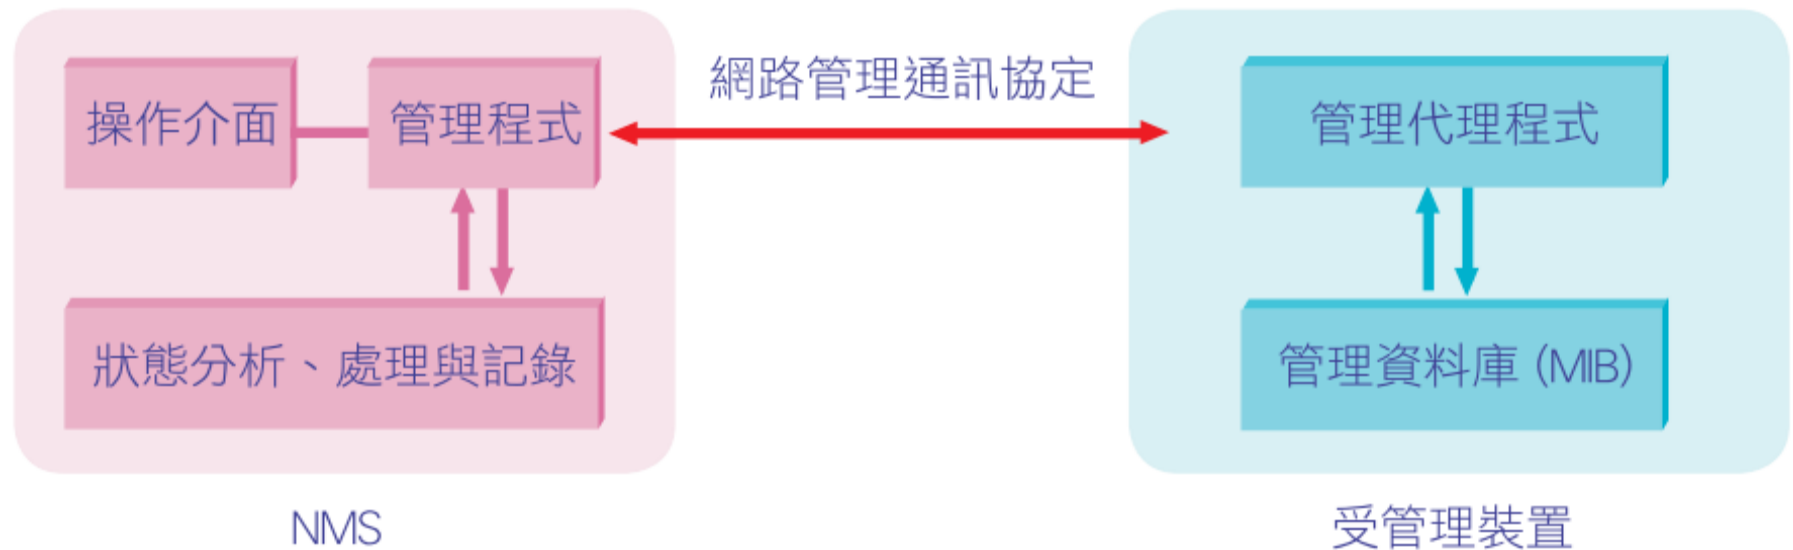 網路管理通訊協定
操作介面
管理程式
管理代理程式
狀態分析、處理與記錄
管理資料庫 (MIB)
NMS
受管理裝置